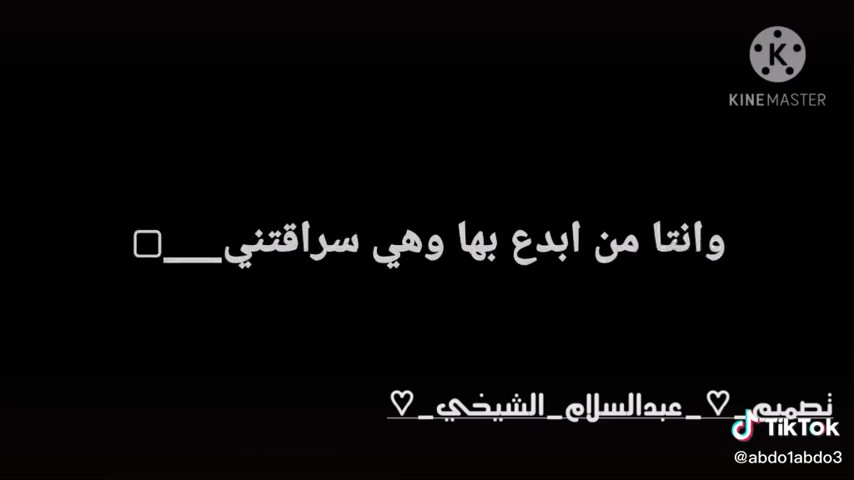 KINEMASTER
وانتا من ابدع بها وهي سراقتني___▢
تصميم_♡_عبدالسلام_الشيخي_♡
TikTok
@abdo1abdo3